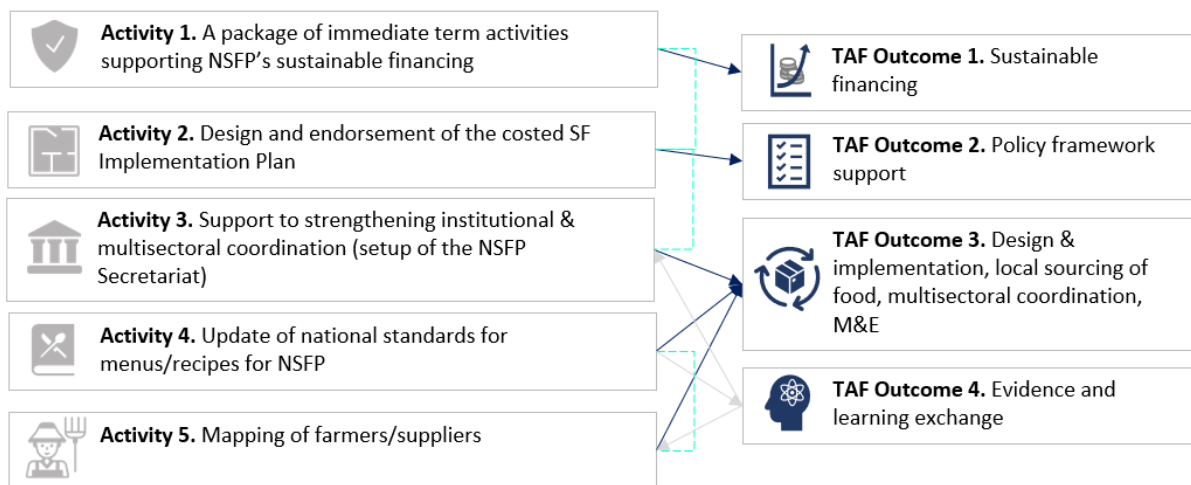 Activity 1. A package of immediate term activities
supporting NSFP's sustainable financing
Activity 2. Design and endorsement of the costed SF
Implementation Plan
Activity 3. Support to strengthening institutional &
multisectoral coordination (setup of the NSFP
Secretariat)
Activity 4. Update of national standards for
menus/recipes for NSFP
Activity 5. Mapping of farmers/suppliers
TAF Outcome 1. Sustainable
financing
TAF Outcome 2. Policy framework
support
TAF Outcome 3. Design &
implementation, local sourcing of
food, multisectoral coordination,
M&E
TAF Outcome 4. Evidence and
learning exchange